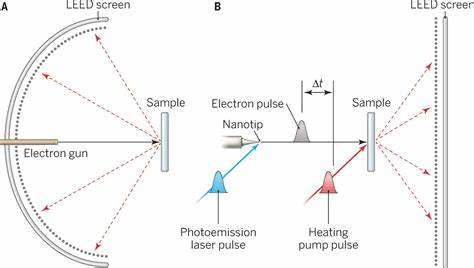 A
LEED screen
Sample
Electron gun
B
LEED screen
Δt
Electron pulse
Sample
Nanotip
Photoemission
laser pulse
Heating
pump pulse